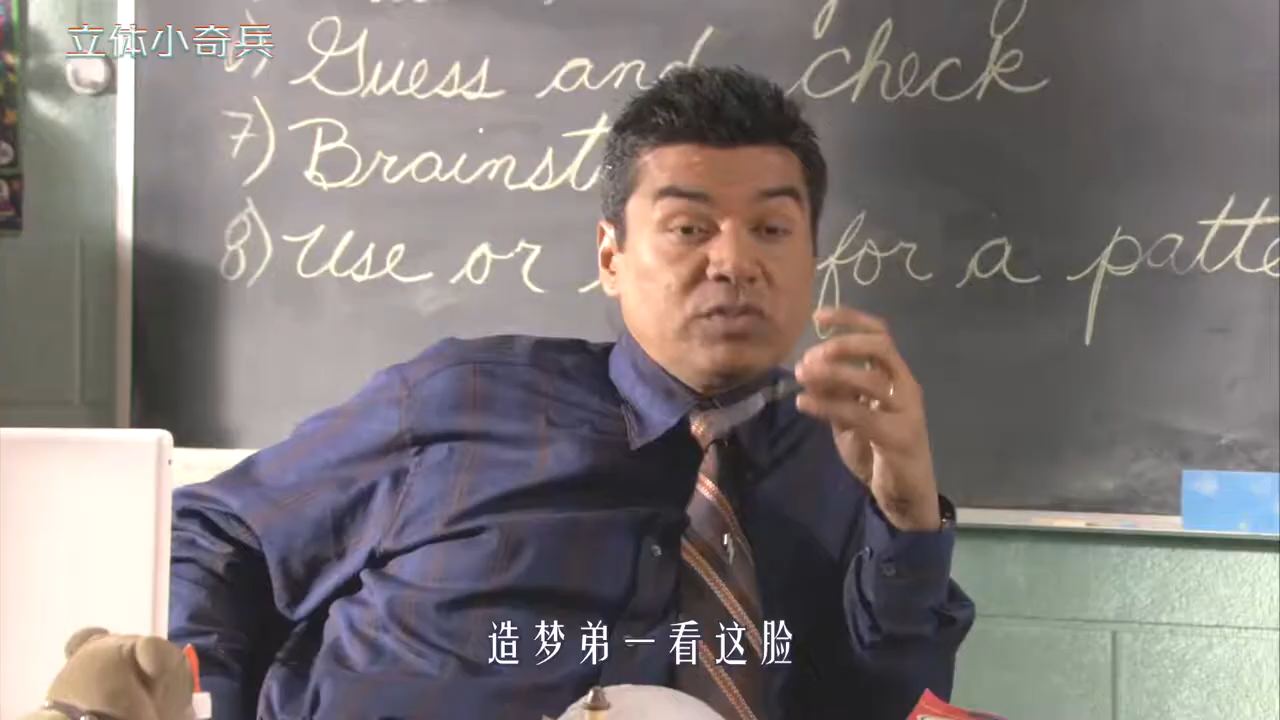 立体小奇兵
6) Guess and check
7) Brainst
8) Use or for a patte
造梦弟一看这脸